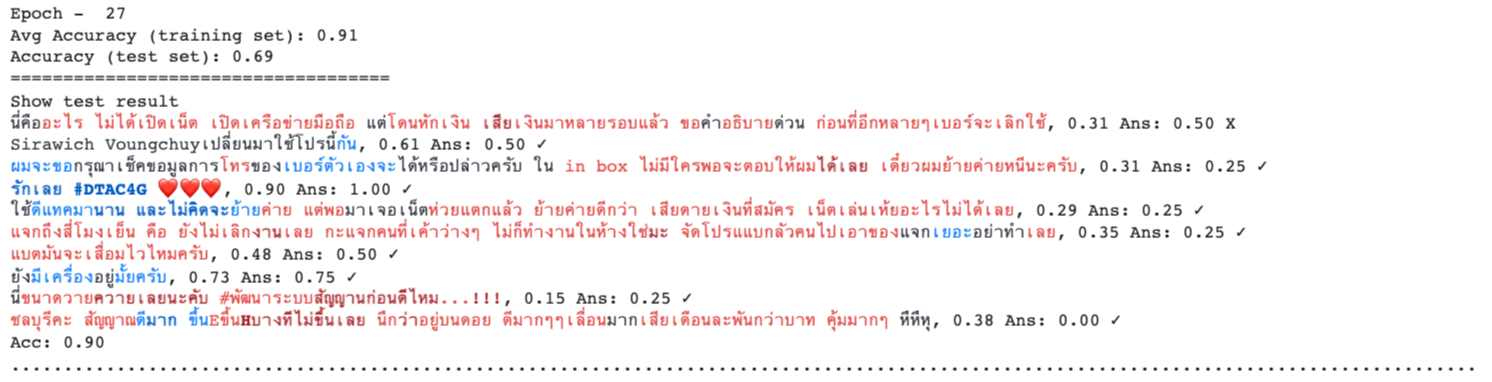 Epoch -  27
Avg Accuracy (training set): 0.91
Accuracy (test set): 0.69
====================================
Show test result
นี่คืออะไร ไม่ได้เปิดเน็ต เปิดเครือข่ายมือถือ แต่โดนหักเงิน เสียเงินมาหลายรอบแล้ว ขอคำอธิบายด่วน ก่อนที่อีกหลายๆเบอร์จะเลิกใช้, 0.31 Ans: 0.50 X
Sirawich Voungchuyเปลี่ยนมาใช้โปรนี้กัน, 0.61 Ans: 0.50 ✓
ผมจะขอกรุณาเช็คขอมูลการโทรของเบอร์ตัวเองจะได้หรือปล่าวครับ ใน in box ไม่มีใครพอจะตอบให้ผมได้เลย เดี๋ยวผมย้ายค่ายหนีนะครับ, 0.31 Ans: 0.25 ✓
รักเลย #DTAC4G ❤️❤️❤️, 0.90 Ans: 1.00 ✓
ใช้ดีแทคมานาน และไม่คิดจะย้ายค่าย แต่พอมาเจอเน็ตห่วยแตกแล้ว ย้ายค่ายดีกว่า เสียดายเงินที่สมัคร เน็ตเล่นเห้ยอะไรไม่ได้เลย, 0.29 Ans: 0.25 ✓
แจกถึงสี่โมงเย็น คือ ยังไม่เลิกงานเลย กะแจกคนที่เค้าว่างๆ ไม่ก็ทำงานในห้างใช่มะ จัดโปรแแบกลัวคนไปเอาของแจกเยอะอย่าทำเลย, 0.35 Ans: 0.25 ✓
แบตมันจะเสื่อมไวไหมครับ, 0.48 Ans: 0.50 ✓
ยังมีเครื่องอยู่มั้ยครับ, 0.73 Ans: 0.75 ✓
นี่ขนาดวายควายเลยนะคับ #พัฒนาระบบสัญญานก่อนดีไหม...!!!, 0.15 Ans: 0.25 ✓
ชลบุรีคะ สัญญาณดีมาก ขึ้นEขึ้นHบางทีไม่ขึ้นเลย นึกว่าอยู่บนดอย ดีมากๆๆเลื่อนมากเสียเดือนละพันกว่าบาท คุ้มมากๆ หึหึหุ, 0.38 Ans: 0.00 ✓
Acc: 0.90
................................................................................................................................................